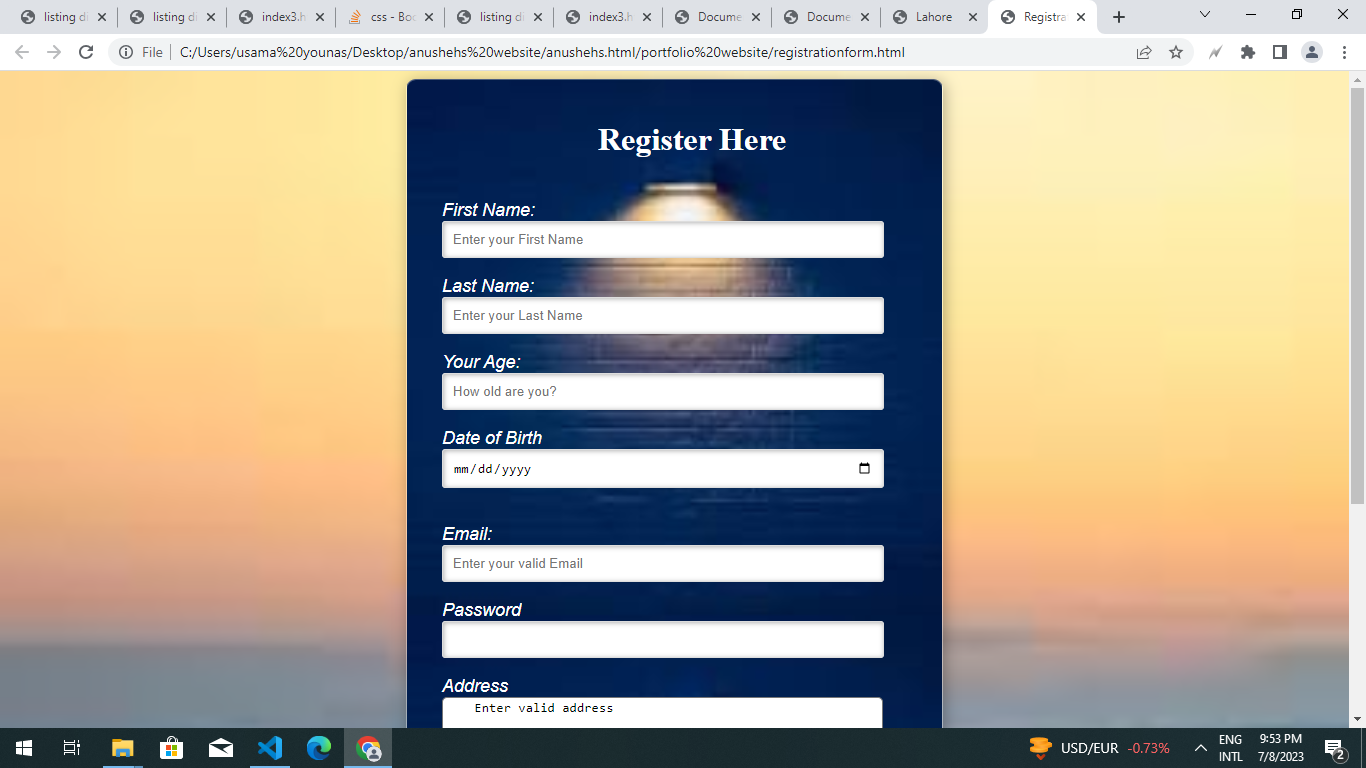 listing di
listing di
index3.h
css - Boo
listing di
index3.h
Docume
Docume
Lahore
Registra
File
C:/Users/usama%20younas/Desktop/anushehs%20website/anushehs.html/portfolio%20website/registrationform.html
Register Here
First Name:
Enter your First Name
Last Name:
Enter your Last Name
Your Age:
How old are you?
Date of Birth
mm/dd/yyyy
Email:
Enter your valid Email
Password
Address
Enter valid address
USD/EUR -0.73%
ENG
INTL
9:53 PM
7/8/2023
2